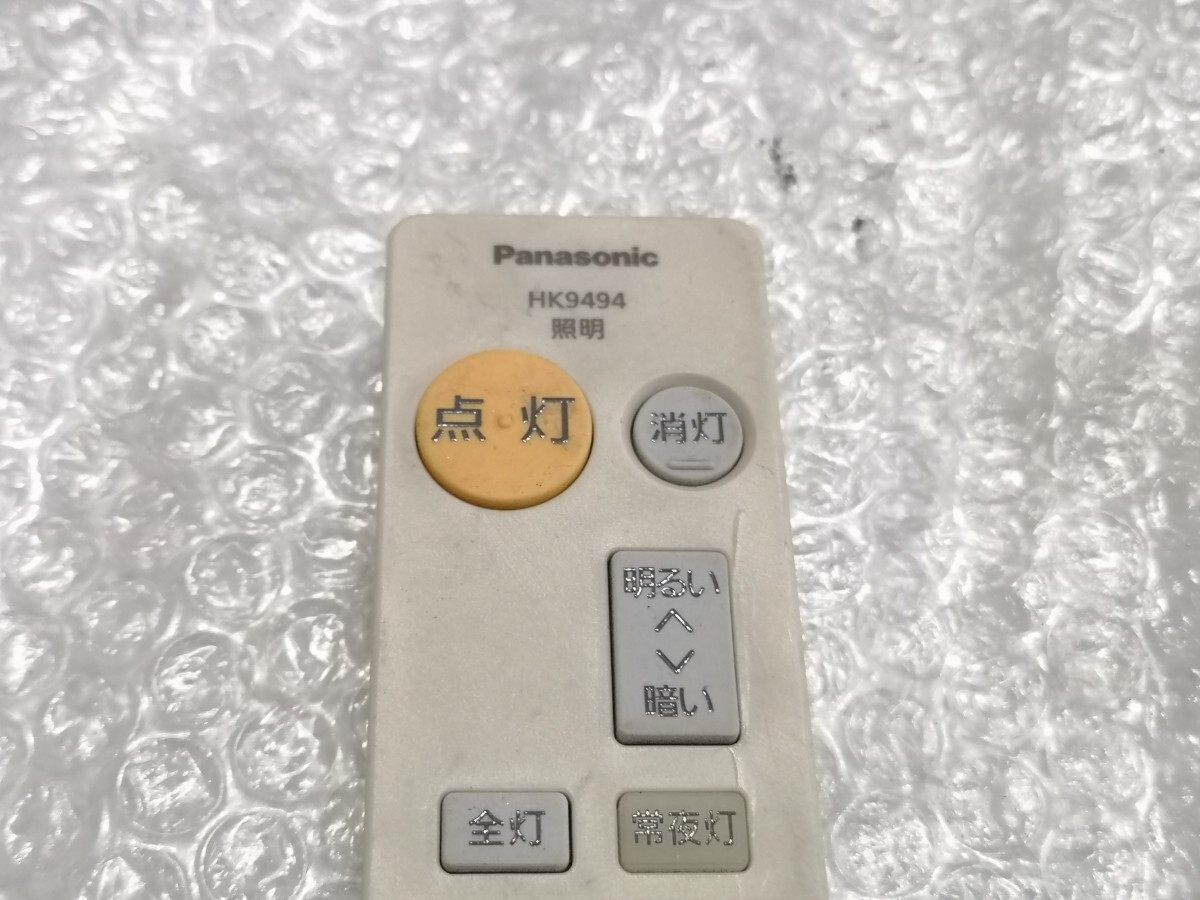 Panasonic
HK9494
照明
点灯
消灯
明るい
暗い
全灯
常夜灯